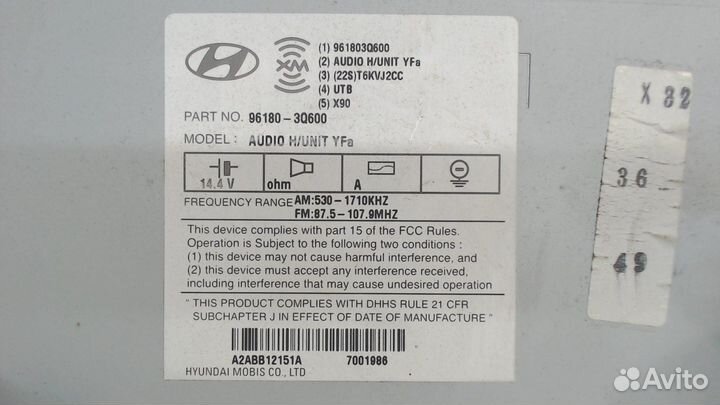 XM
(1) 961803Q600
(2) AUDIO H/UNIT YFa
(3) (22S)T6KVJ2CC
(4) UTB
(5) X90
PART NO. 96180-3Q600
MODEL : AUDIO H/UNIT YFa
14.4 V ohm A
FREQUENCY RANGE AM:530-1710KHZ
FM:87.5-107.9MHZ
This device complies with part 15 of the FCC Rules.
Operation is Subject to the following two conditions :
(1) this device may not cause harmful interference, and
(2) this device must accept any interference received,
including interference that may cause undesired operation
" THIS PRODUCT COMPLIES WITH DHHS RULE 21 CFR
SUBCHAPTER J IN EFFECT OF DATE OF MANUFACTURE "
A2ABB12151A 7001986
HYUNDAI MOBIS CO., LTD
X 82
36
49
Avito